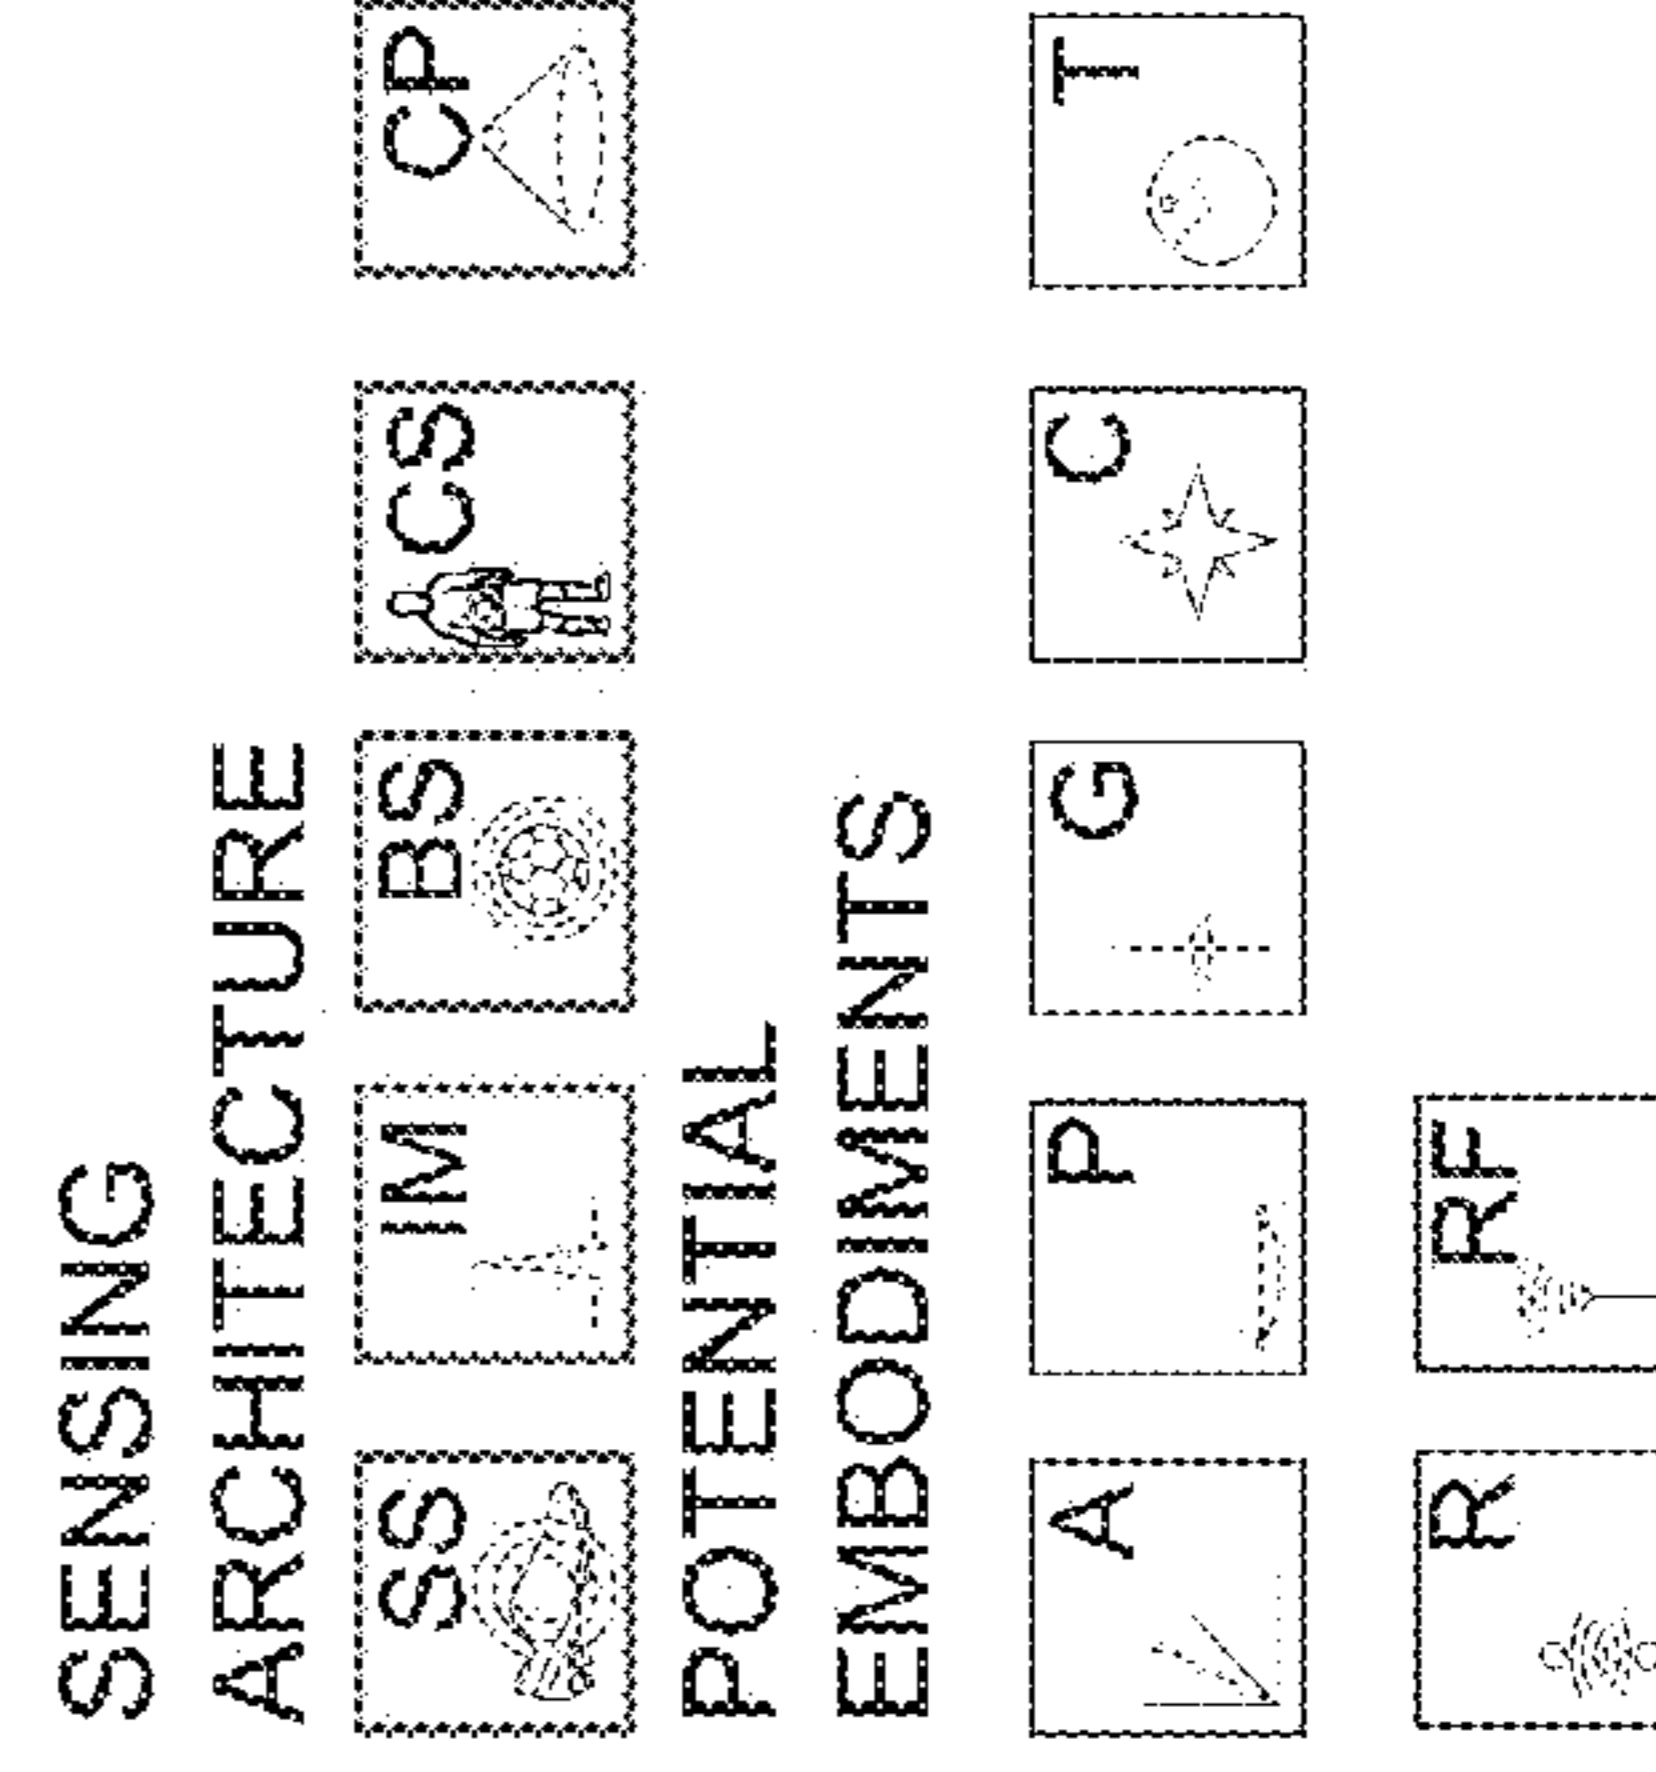 SENSING
ARCHITECTURE
SS IM BS CS CP
POTENTIAL
EMBODIMENTS
A P G C T
R RF